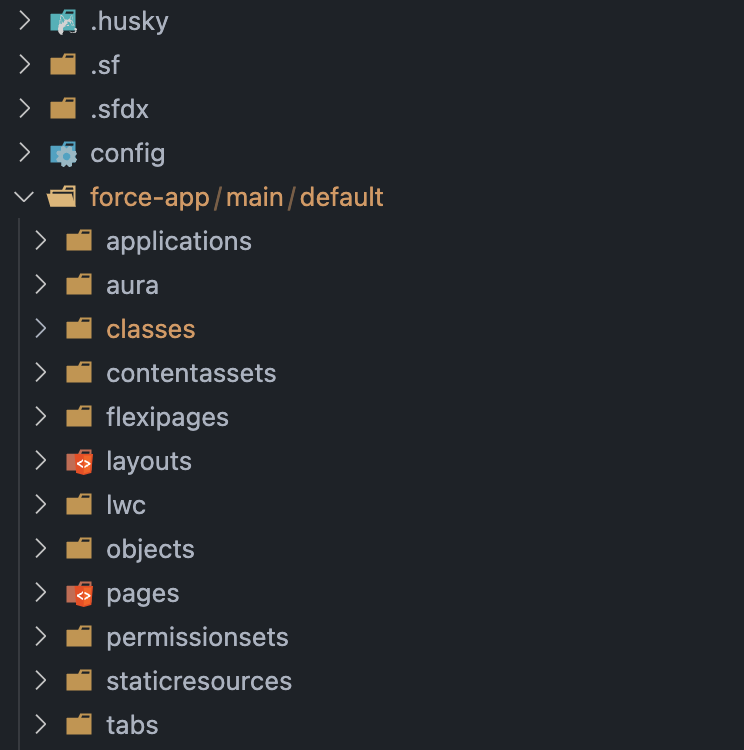 .husky
.sf
.sfdx
config
force-app/main/default
applications
aura
classes
contentassets
flexipages
layouts
lwc
objects
pages
permissionsets
staticresources
tabs